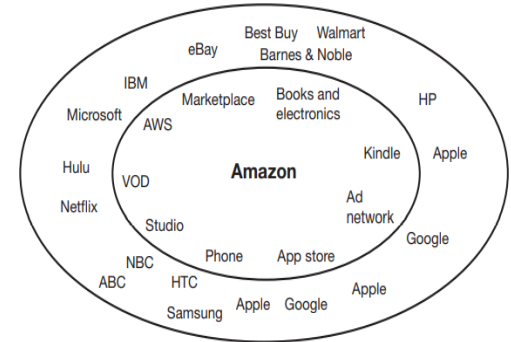 Best Buy Walmart
eBay Barnes & Noble
IBM
Marketplace
Books and
electronics
HP
Microsoft
AWS
Kindle
Apple
Hulu
VOD
Amazon
Netflix
Ad
network
Studio
Google
NBC
Phone
App store
ABC
HTC
Apple
Samsung
Apple
Google